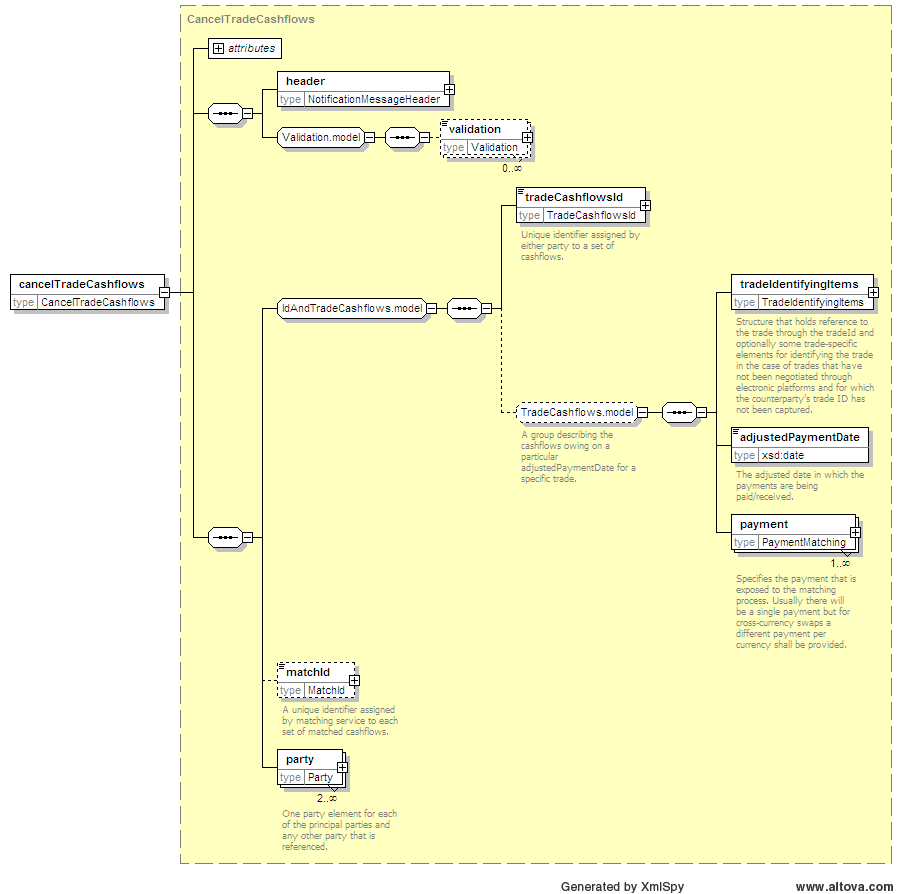 CancelTradeCashflows
attributes
header
type NotificationMessageHeader
Validation.model
validation
type Validation
0..∞
tradeCashflowsId
type TradeCashflowsId
Unique identifier assigned by
either party to a set of
cashflows.
cancelTradeCashflows
type CancelTradeCashflows
IdAndTradeCashflows.model
tradeIdentifyingItems
type TradeIdentifyingItems
Structure that holds reference to
the trade through the tradeId and
optionally some trade-specific
elements for identifying the trade
in the case of trades that have
not been negotiated through
electronic platforms and for which
the counterparty's trade ID has
not been captured.
TradeCashflows.model
A group describing the
cashflows owing on a
particular
adjustedPaymentDate for a
specific trade.
adjustedPaymentDate
type xsd:date
The adjusted date in which the
payments are being
paid/received.
payment
type PaymentMatching
1..∞
Specifies the payment that is
exposed to the matching
process. Usually there will
be a single payment but for
cross-currency swaps a
different payment per
currency shall be provided.
matchId
type MatchId
A unique identifier assigned
by matching service to each
set of matched cashflows.
party
type Party
2..∞
One party element for each
of the principal parties and
any other party that is
referenced.
Generated by XmlSpy
www.altova.com